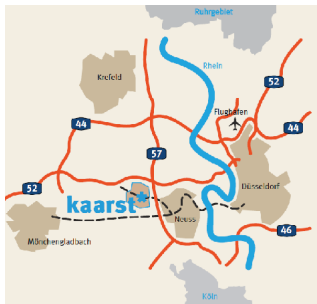 Ruhrgebiet
Rhein
Krefeld
52
Flughafen
44
44
57
52
Düsseldorf
kaarst
Neuss
Mönchengladbach
46
Köln